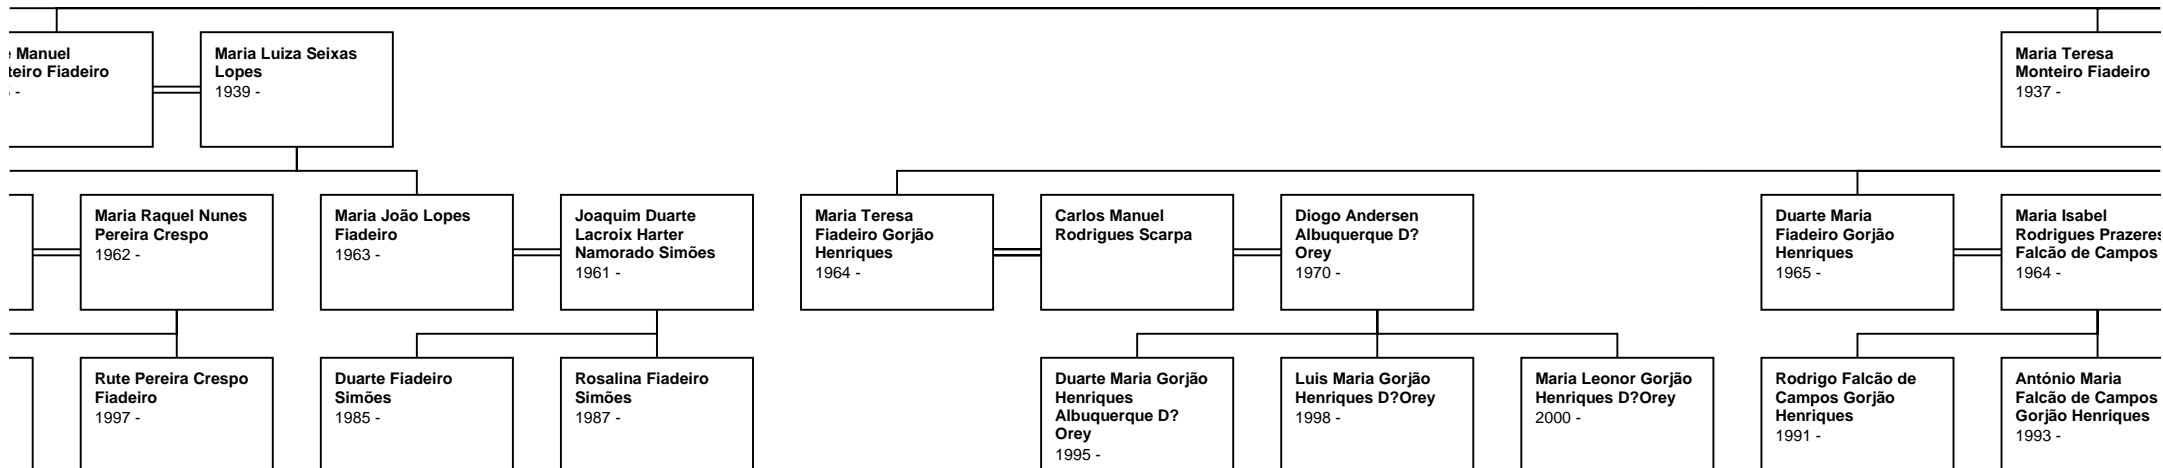 Manuel
Fiadeiro
-
Maria Luiza Seixas
Lopes
1939 -
Maria Teresa
Monteiro Fiadeiro
1937 -
Maria Raquel Nunes
Pereira Crespo
1962 -
Maria João Lopes
Fiadeiro
1963 -
Joaquim Duarte
Lacroix Harter
Namorado Simões
1961 -
Maria Teresa
Fiadeiro Gorjão
Henriques
1964 -
Carlos Manuel
Rodrigues Scarpa
Diogo Andersen
Albuquerque D?
Orey
1970 -
Duarte Maria
Fiadeiro Gorjão
Henriques
1965 -
Maria Isabel
Rodrigues Prazeres
Falcão de Campos
1964 -
Rute Pereira Crespo
Fiadeiro
1997 -
Duarte Fiadeiro
Simões
1985 -
Rosalina Fiadeiro
Simões
1987 -
Duarte Maria Gorjão
Henriques
Albuquerque D?
Orey
1995 -
Luis Maria Gorjão
Henriques D?Orey
1998 -
Maria Leonor Gorjão
Henriques D?Orey
2000 -
Rodrigo Falcão de
Campos Gorjão
Henriques
1991 -
António Maria
Falcão de Campos
Gorjão Henriques
1993 -